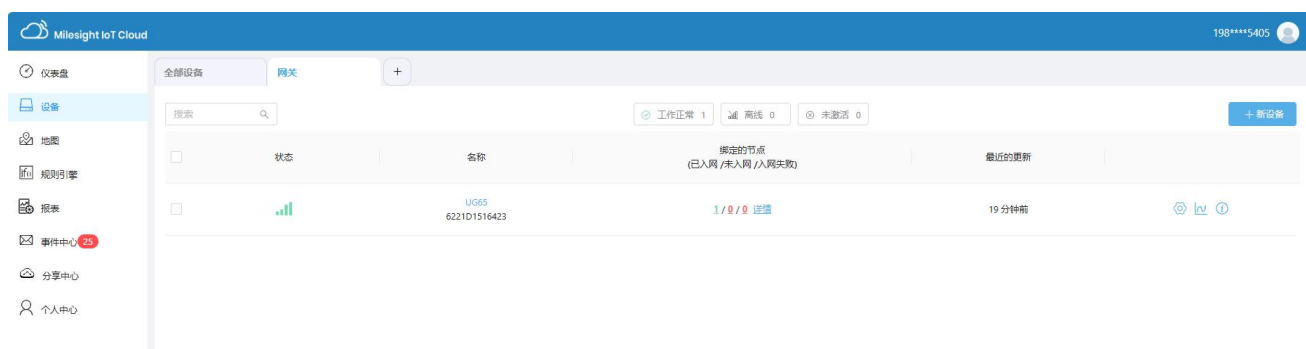 Milesight IoT Cloud
198****5405
仪表盘
设备
地图
规则引擎
报表
事件中心 25
分享中心
个人中心
全部设备 网关 +
搜索
工作正常 1 离线 0 未激活 0
+ 新设备
状态 名称 绑定的节点 最近的更新
(已入网 /未入网 /入网失败)
UG65
6221D1516423
1 / 0 / 0 详情
19 分钟前